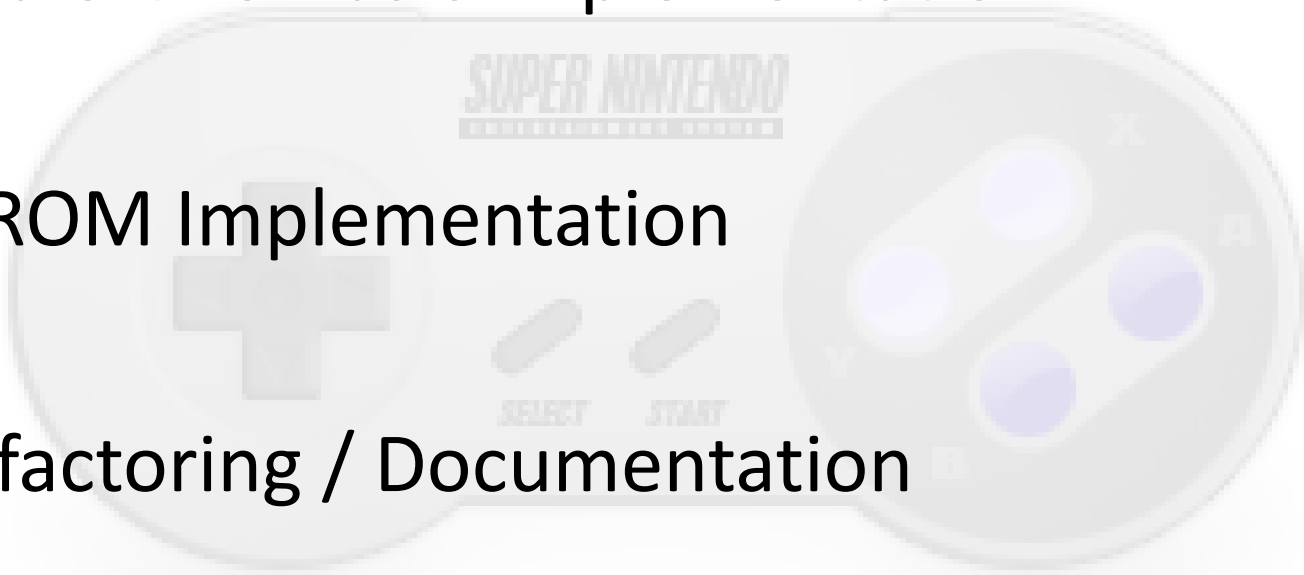 SUPER NINTENDO
X
ROM Implementation
A
Y
SELECT START
factoring / Documentation
B